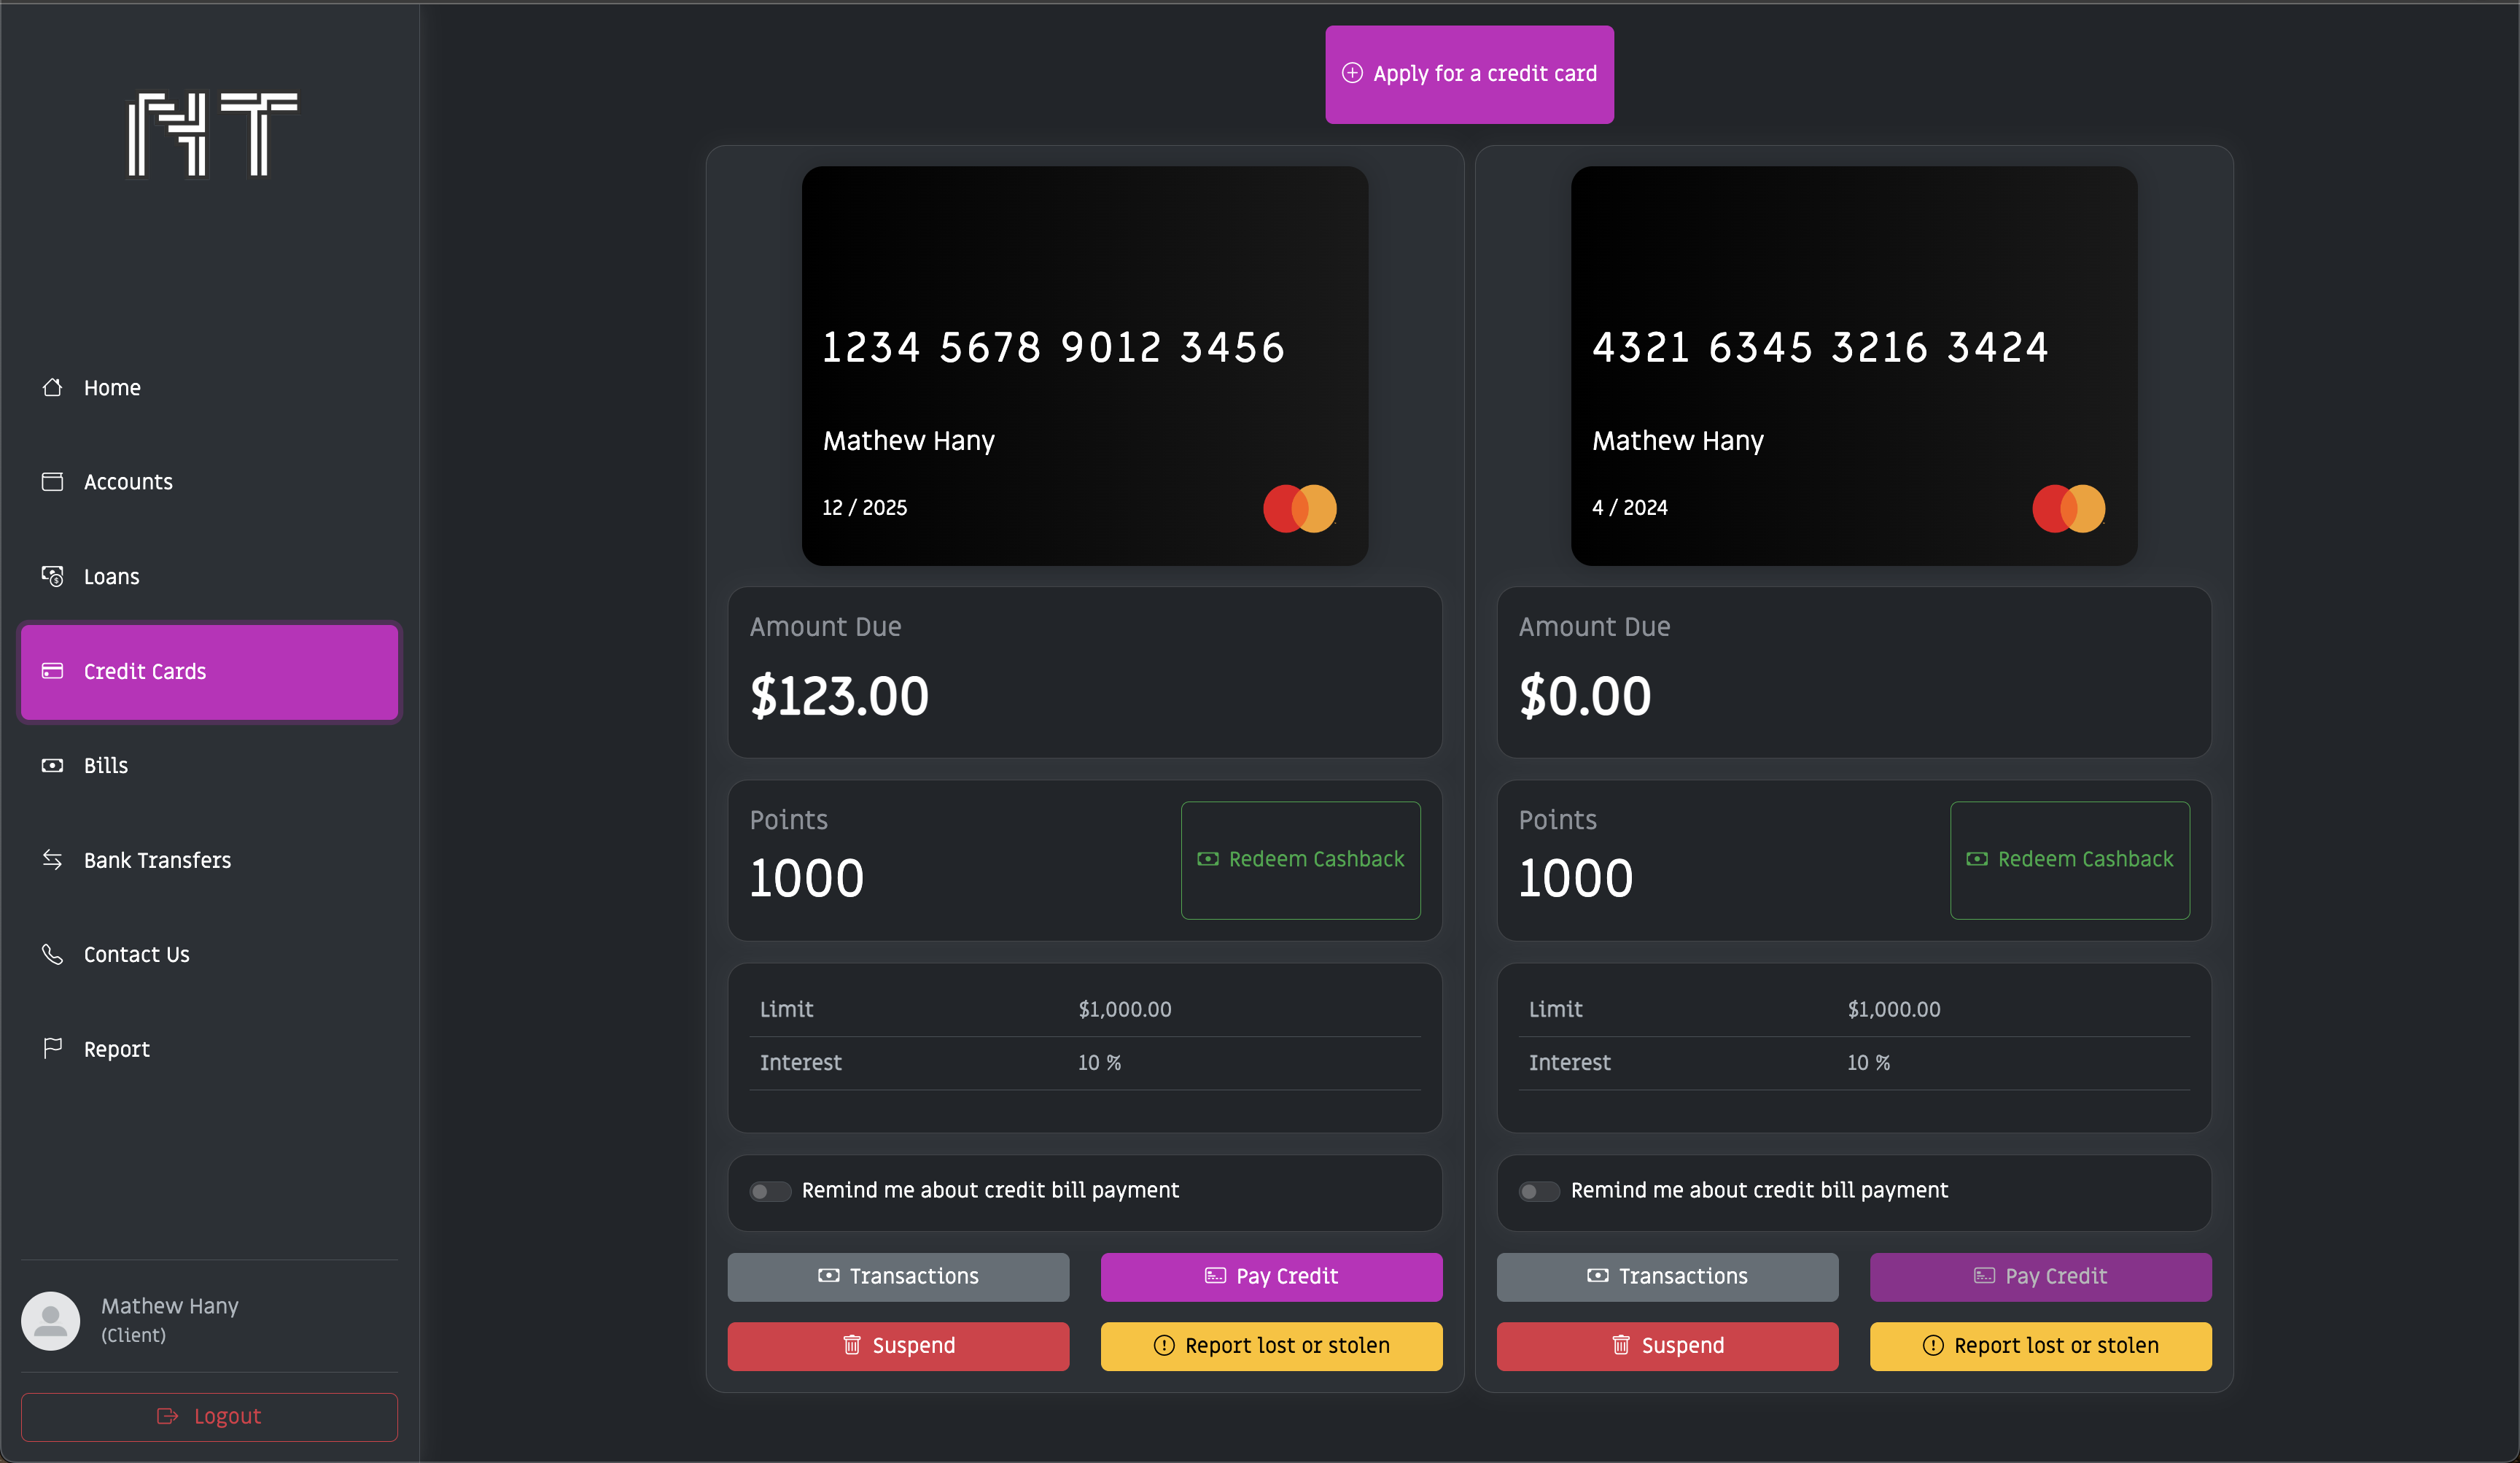 NT
Home
Accounts
Loans
Credit Cards
Bills
Bank Transfers
Contact Us
Report
Mathew Hany
(Client)
Logout
Apply for a credit card
1234 5678 9012 3456
Mathew Hany
12 / 2025
Amount Due
$123.00
Points
1000
Redeem Cashback
Limit $1,000.00
Interest 10 %
Remind me about credit bill payment
Transactions
Pay Credit
Suspend
Report lost or stolen
4321 6345 3216 3424
Mathew Hany
4 / 2024
Amount Due
$0.00
Points
1000
Redeem Cashback
Limit $1,000.00
Interest 10 %
Remind me about credit bill payment
Transactions
Pay Credit
Suspend
Report lost or stolen